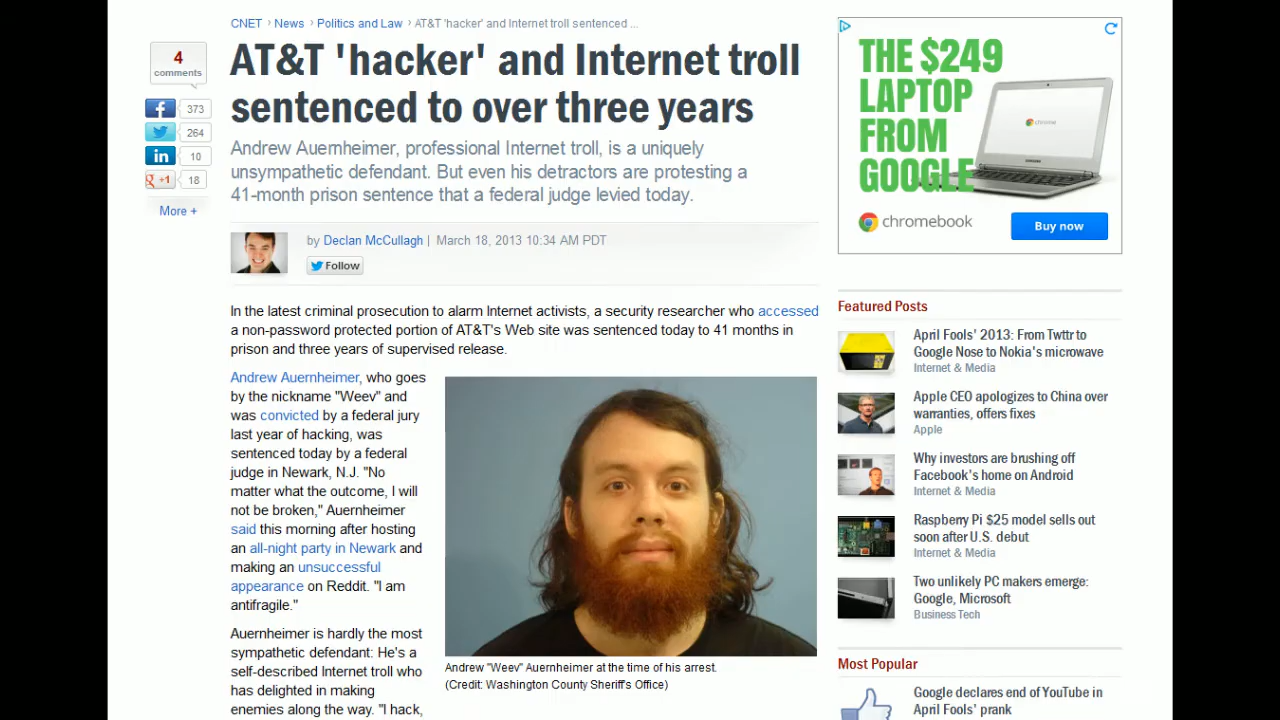 CNET › News › Politics and Law › AT&T 'hacker' and Internet troll sentenced ...
4
comments
373
264
in 10
g +1 18
More +
AT&T 'hacker' and Internet troll
sentenced to over three years
Andrew Auernheimer, professional Internet troll, is a uniquely
unsympathetic defendant. But even his detractors are protesting a
41-month prison sentence that a federal judge levied today.
by Declan McCullagh | March 18, 2013 10:34 AM PDT
Follow
In the latest criminal prosecution to alarm Internet activists, a security researcher who accessed
a non-password protected portion of AT&T's Web site was sentenced today to 41 months in
prison and three years of supervised release.
Andrew Auernheimer, who goes
by the nickname "Weev" and
was convicted by a federal jury
last year of hacking, was
sentenced today by a federal
judge in Newark, N.J. "No
matter what the outcome, I will
not be broken," Auernheimer
said this morning after hosting
an all-night party in Newark and
making an unsuccessful
appearance on Reddit. "I am
antifragile."
Auernheimer is hardly the most
sympathetic defendant: He's a
self-described Internet troll who
has delighted in making
enemies along the way. "I hack,
Andrew "Weev" Auernheimer at the time of his arrest.
(Credit: Washington County Sheriff's Office)
THE $249
LAPTOP
FROM
GOOGLE
chrome
SAMSUNG
chromebook
Buy now
Featured Posts
April Fools' 2013: From Twttr to
Google Nose to Nokia's microwave
Internet & Media
Apple CEO apologizes to China over
warranties, offers fixes
Apple
Why investors are brushing off
Facebook's home on Android
Internet & Media
Raspberry Pi $25 model sells out
soon after U.S. debut
Internet & Media
Two unlikely PC makers emerge:
Google, Microsoft
Business Tech
Most Popular
Google declares end of YouTube in
April Fools' prank